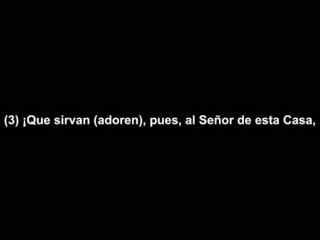 (3) ¡Que sirvan (adoren), pues, al Señor de esta Casa,